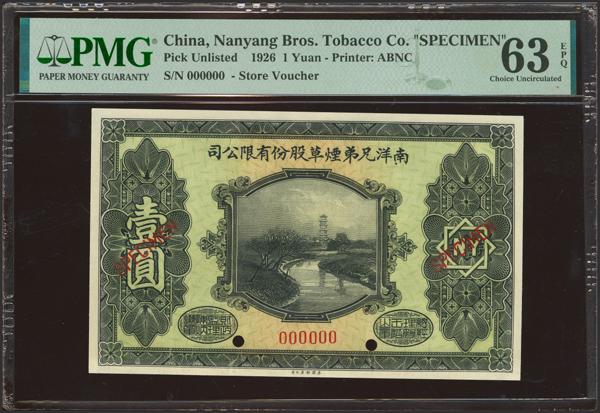 PMG
PAPER MONEY GUARANTY
China, Nanyang Bros. Tobacco Co. "SPECIMEN"
Pick Unlisted 1926 1 Yuan - Printer: ABNC
S/N 000000 - Store Voucher
63 EPQ
Choice Uncirculated
司公限有份股草煙弟兄洋南
壹
圓
SPECIMEN
SPECIMEN
000000